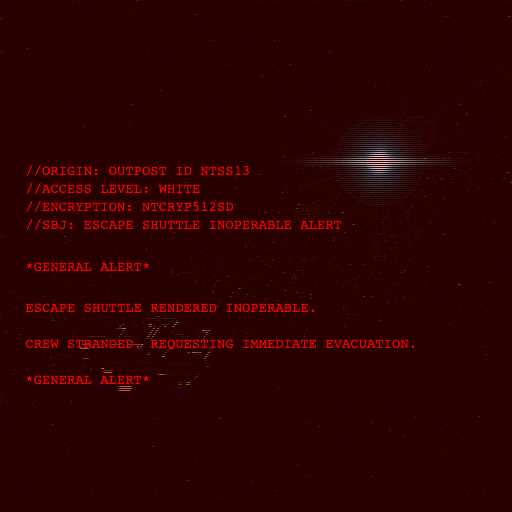 //ORIGIN: OUTPOST ID NTSS13
//ACCESS LEVEL: WHITE
//ENCRYPTION: NTCRYP512SD
//SBJ: ESCAPE SHUTTLE INOPERABLE ALERT
*GENERAL ALERT*
ESCAPE SHUTTLE RENDERED INOPERABLE.
CREW STRANDED. REQUESTING IMMEDIATE EVACUATION.
*GENERAL ALERT*